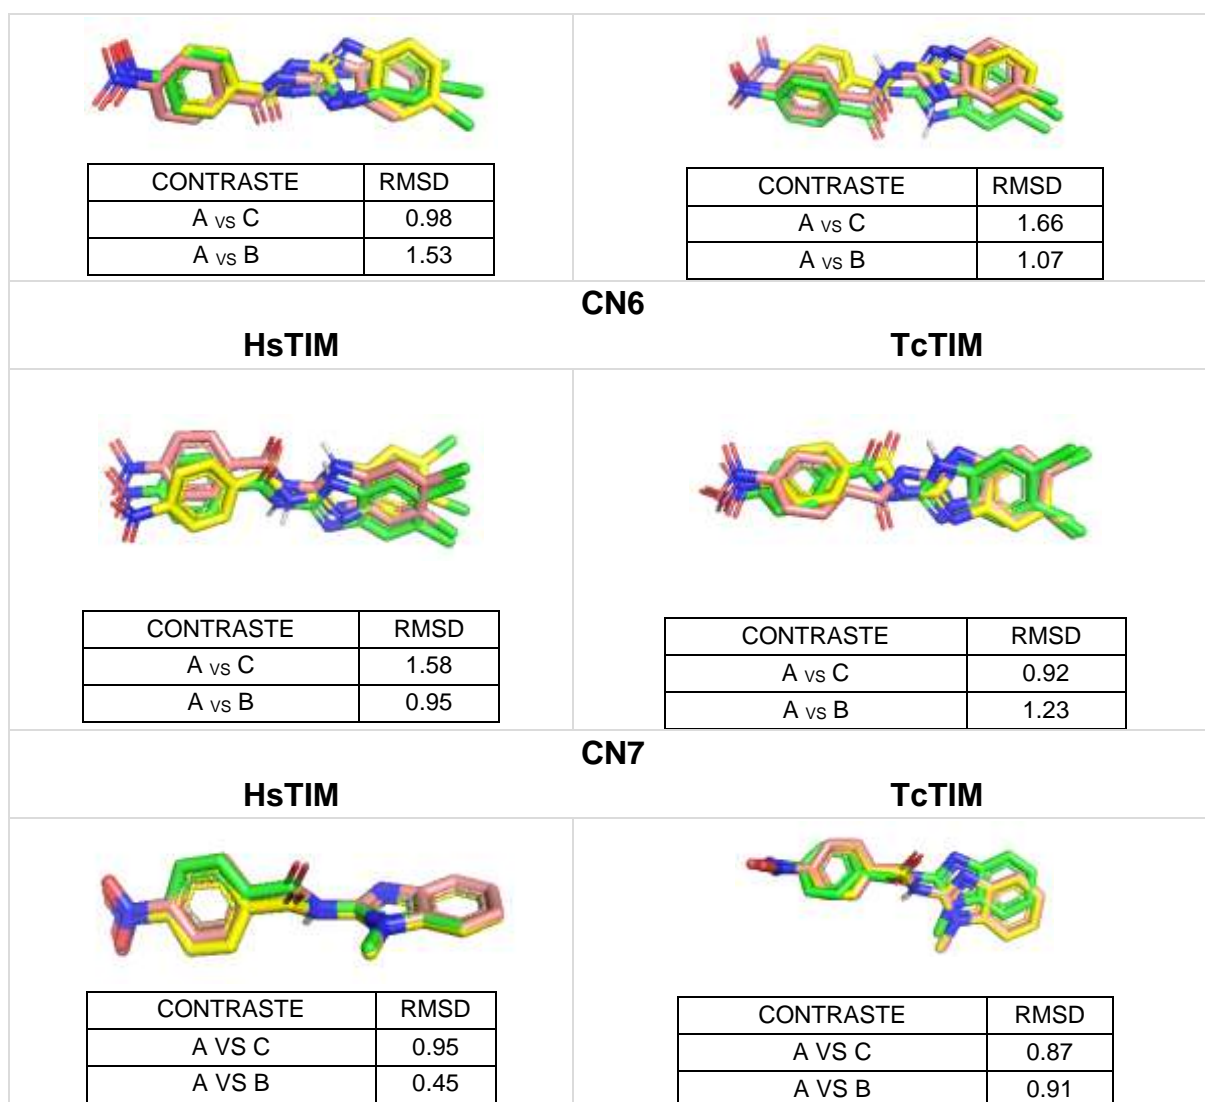 CONTRASTE RMSD
A VS C 0.98
A VS B 1.53
CONTRASTE RMSD
A VS C 1.66
A VS B 1.07
CN6
HsTIM TcTIM
CONTRASTE RMSD
A VS C 1.58
A VS B 0.95
CONTRASTE RMSD
A VS C 0.92
A VS B 1.23
CN7
HsTIM TcTIM
CONTRASTE RMSD
A VS C 0.95
A VS B 0.45
CONTRASTE RMSD
A VS C 0.87
A VS B 0.91